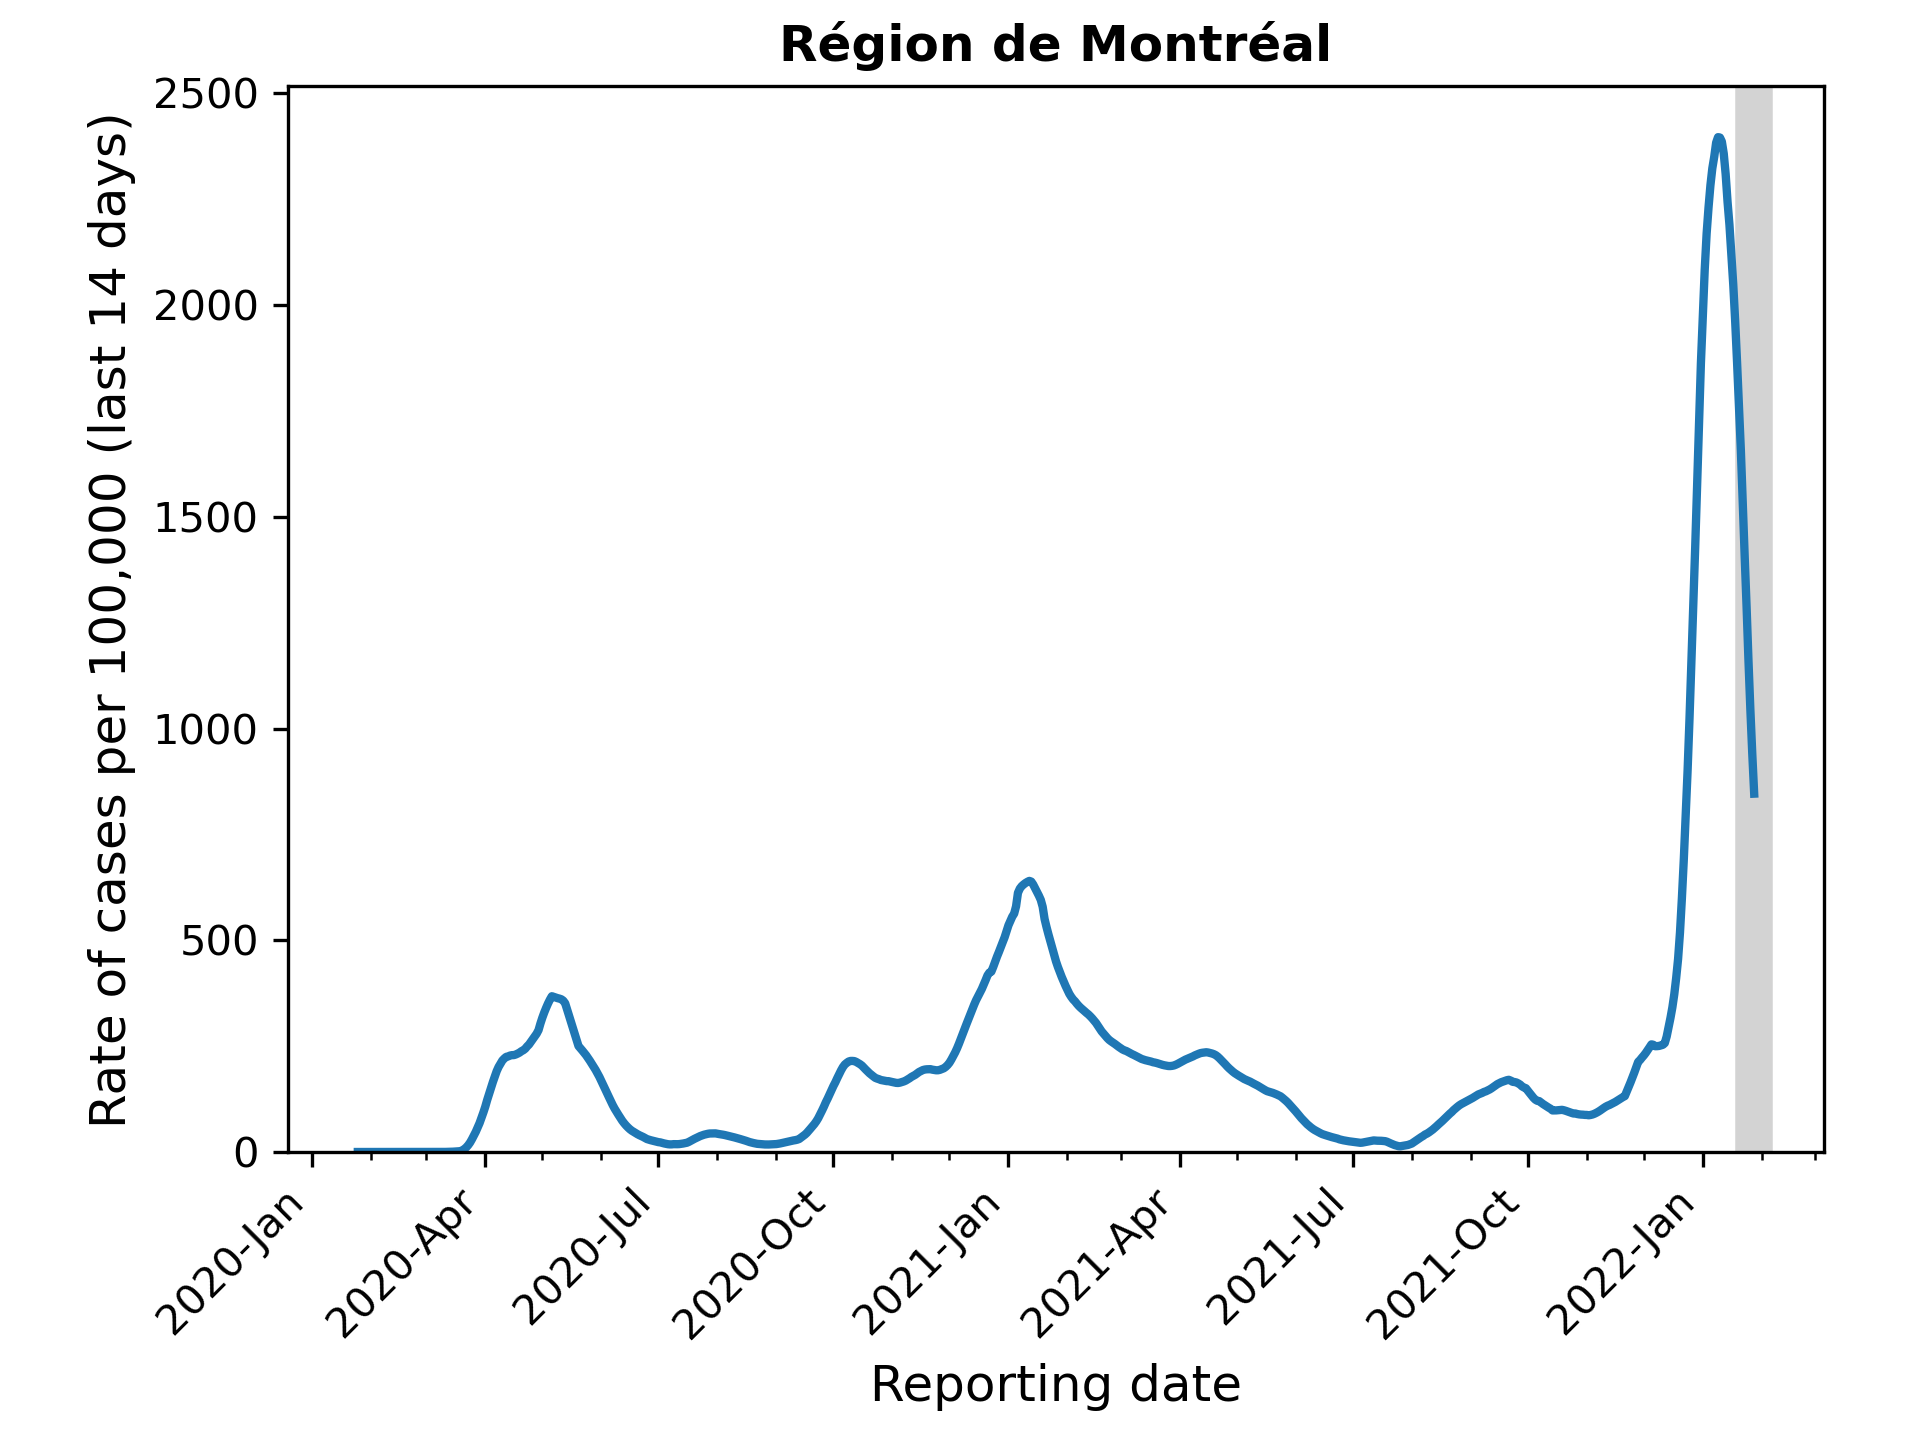 Région de Montréal
Rate of cases per 100,000 (last 14 days)
2500
2000
1500
1000
500
0
2020-Jan
2020-Apr
2020-Jul
2020-Oct
2021-Jan
2021-Apr
2021-Jul
2021-Oct
2022-Jan
Reporting date